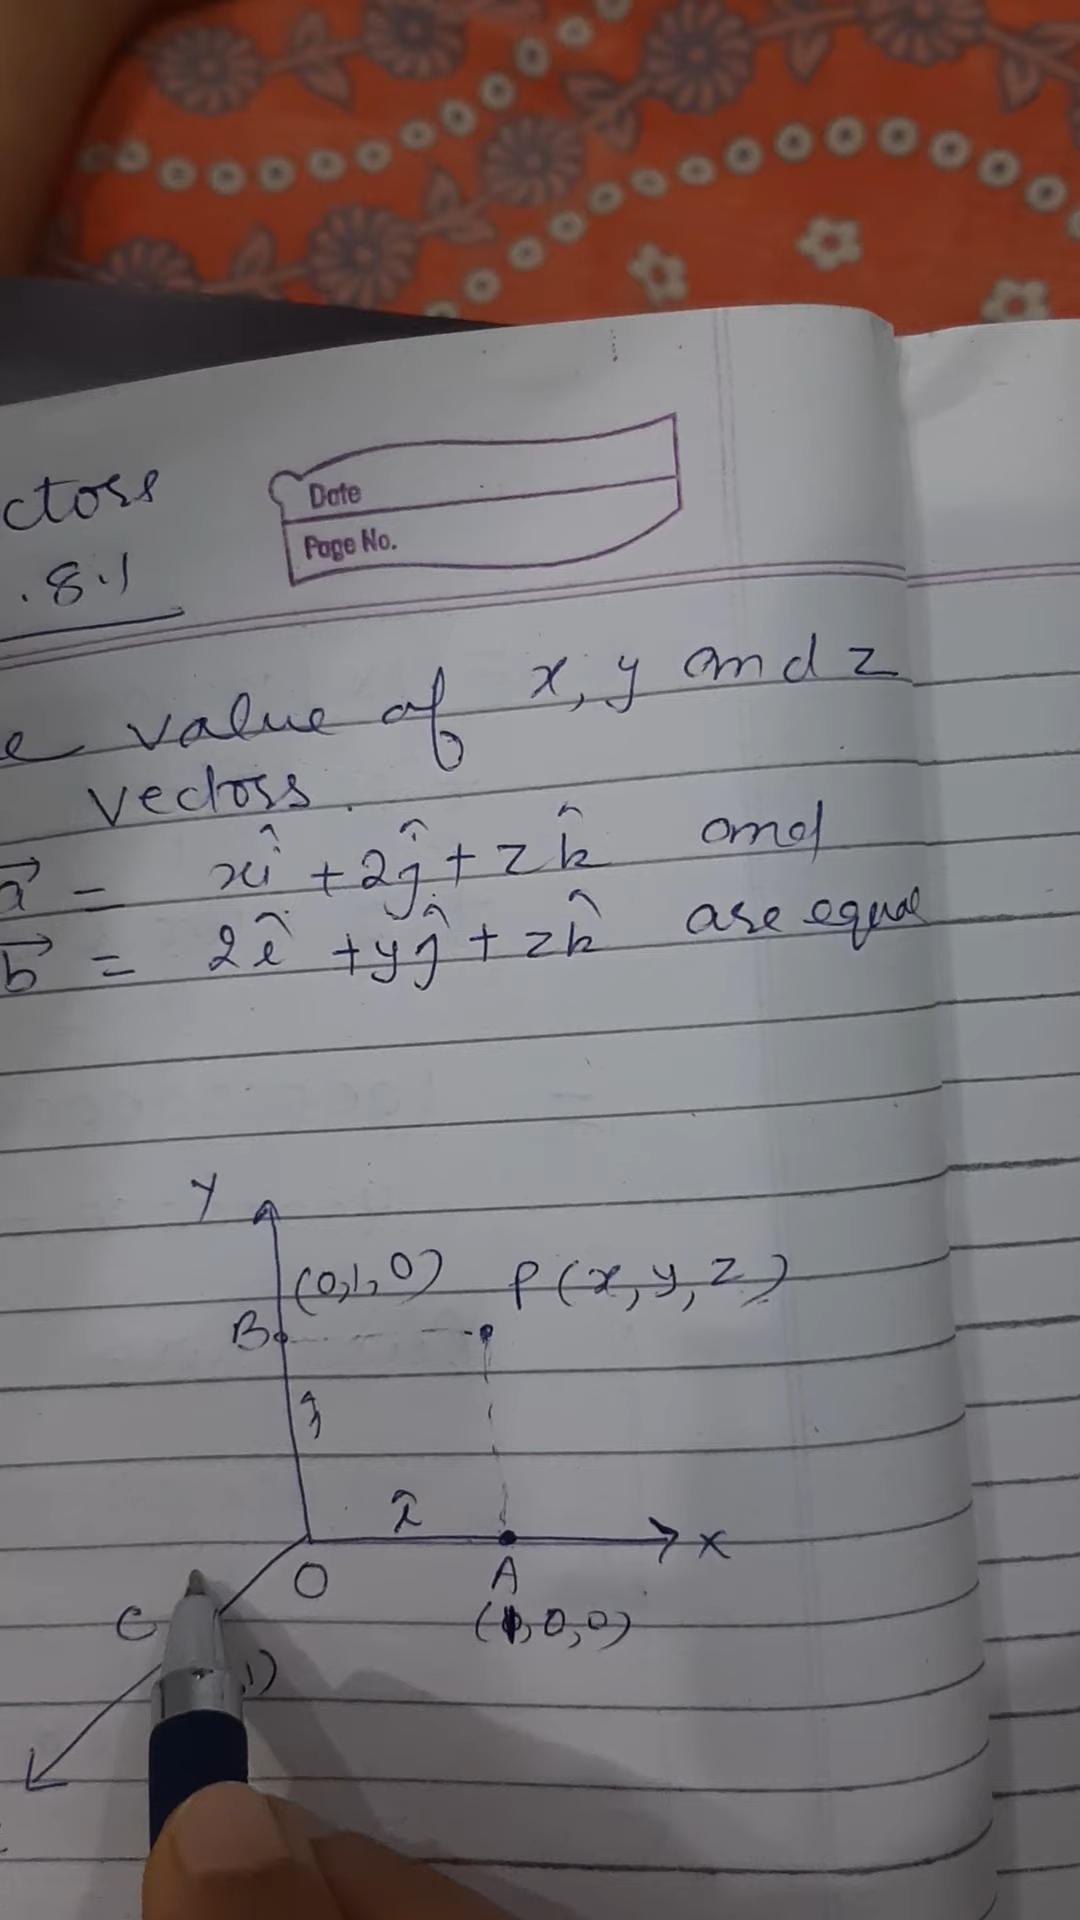 ctors
.8.1
Date
Page No.
e value of x, y and z
vectors.
a⃗ = xî + 2ĵ + zk̂ and
b⃗ = 2î + yĵ + zk̂ are equal
Y
(0,1,0) P(x,y,z)
B
ĵ
î
X
O A
C (1,0,0)
,1)